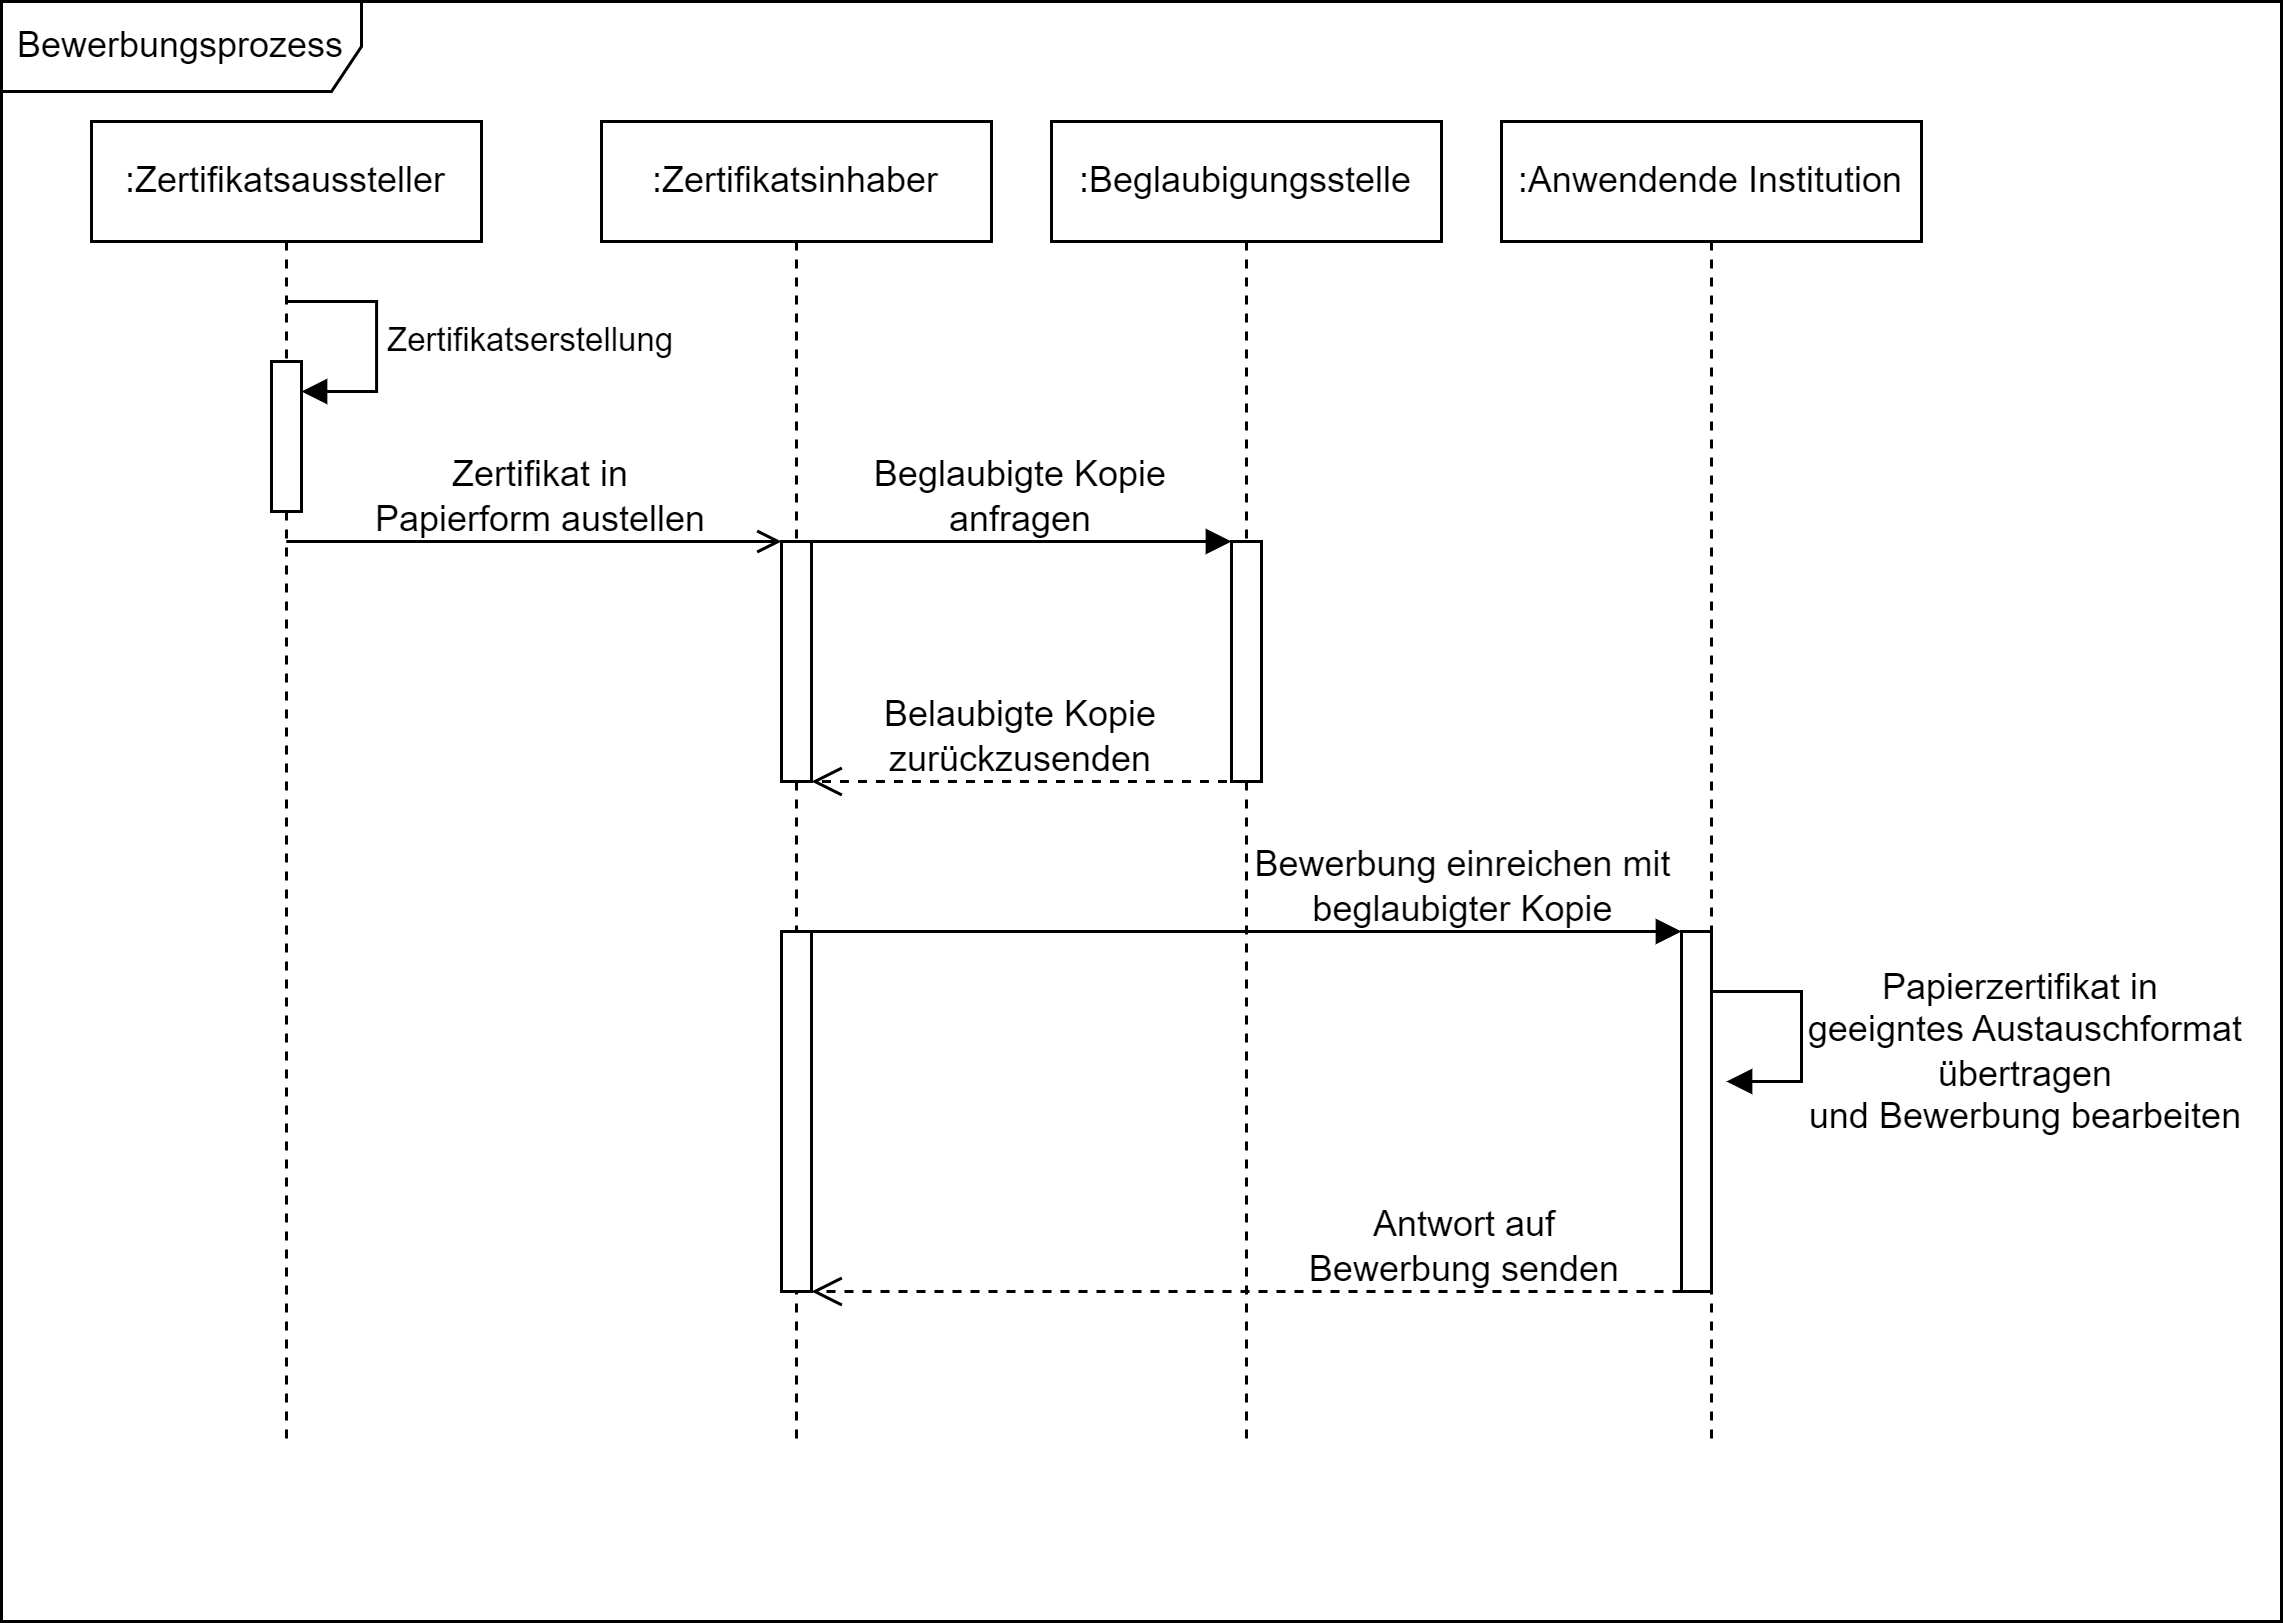 Bewerbungsprozess
:Zertifikatsaussteller
:Zertifikatsinhaber
:Beglaubigungsstelle
:Anwendende Institution
Zertifikatserstellung
Zertifikat in
Papierform austellen
Beglaubigte Kopie
anfragen
Belaubigte Kopie
zurückzusenden
Bewerbung einreichen mit
beglaubigter Kopie
Papierzertifikat in
geeigntes Austauschformat
übertragen
und Bewerbung bearbeiten
Antwort auf
Bewerbung senden